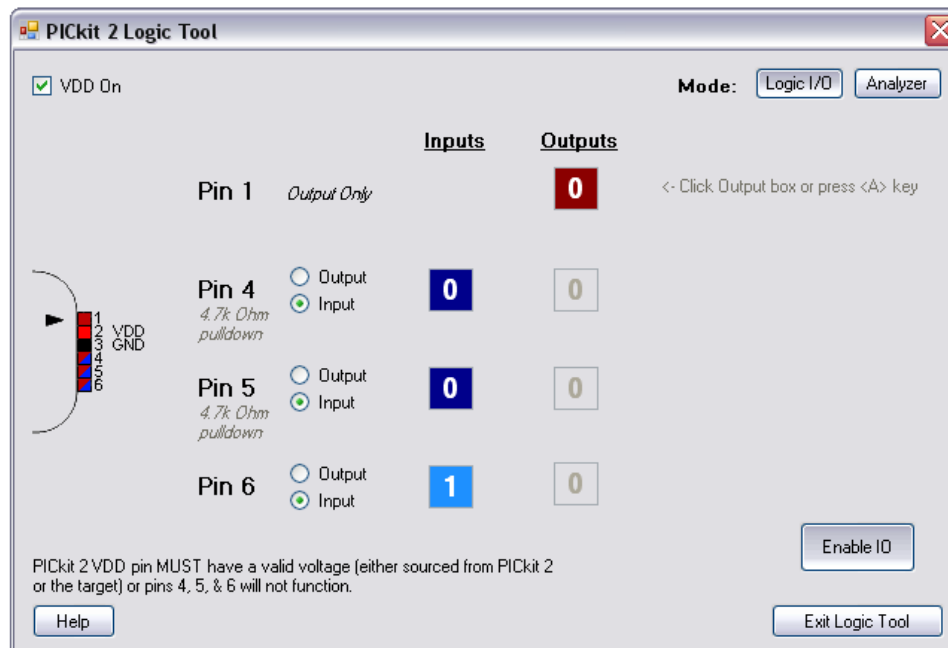 PICkit 2 Logic Tool
VDD On
Mode: Logic I/O Analyzer
Inputs Outputs
Pin 1 Output Only 0 <- Click Output box or press <A> key
Output
Pin 4 0 0
Input
4.7k Ohm
pulldown
1
2 VDD
3 GND
4
5
6
Output
Pin 5 0 0
Input
4.7k Ohm
pulldown
Output
Pin 6 1 0
Input
Enable IO
PICkit 2 VDD pin MUST have a valid voltage (either sourced from PICkit 2
or the target) or pins 4, 5, & 6 will not function.
Help Exit Logic Tool